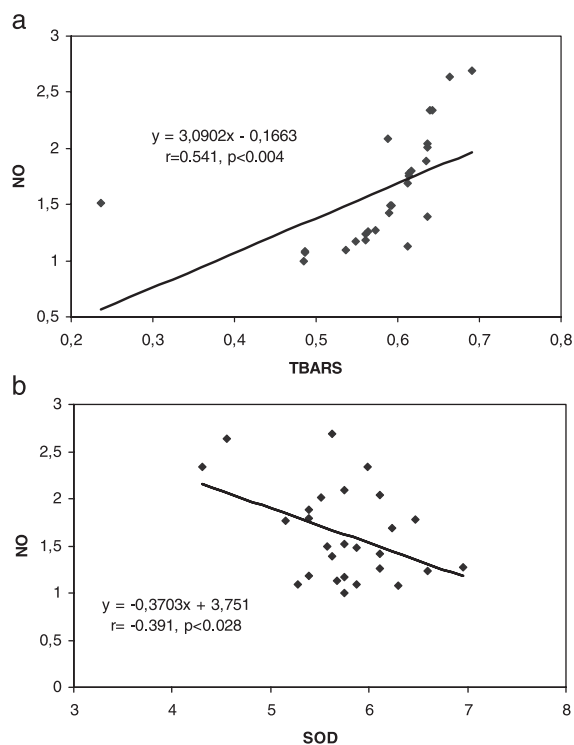 a
3
2,5
2
1,5
1
0,5
NO
y = 3,0902x - 0,1663
r=0.541, p<0.004
0,2 0,3 0,4 0,5 0,6 0,7 0,8
TBARS
b
3
2,5
2
1,5
1
0,5
0
NO
y = -0,3703x + 3,751
r= -0.391, p<0.028
3 4 5 6 7 8
SOD